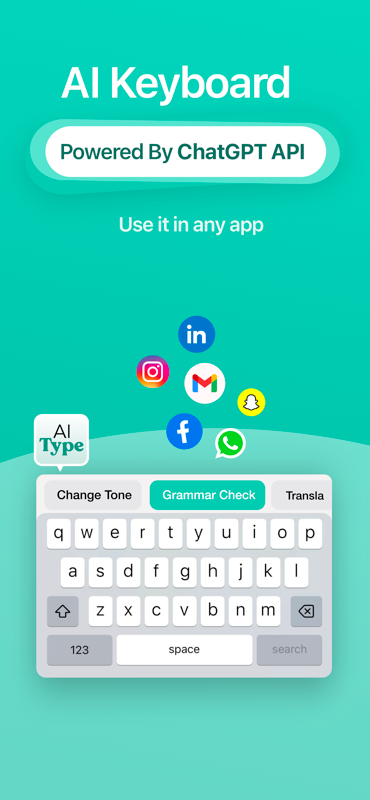 AI Keyboard
Powered By ChatGPT API
Use it in any app
in
AI
Type
Change Tone
Grammar Check
Transla
q w e r t y u i o p
a s d f g h j k l
z x c v b n m
123
space
search